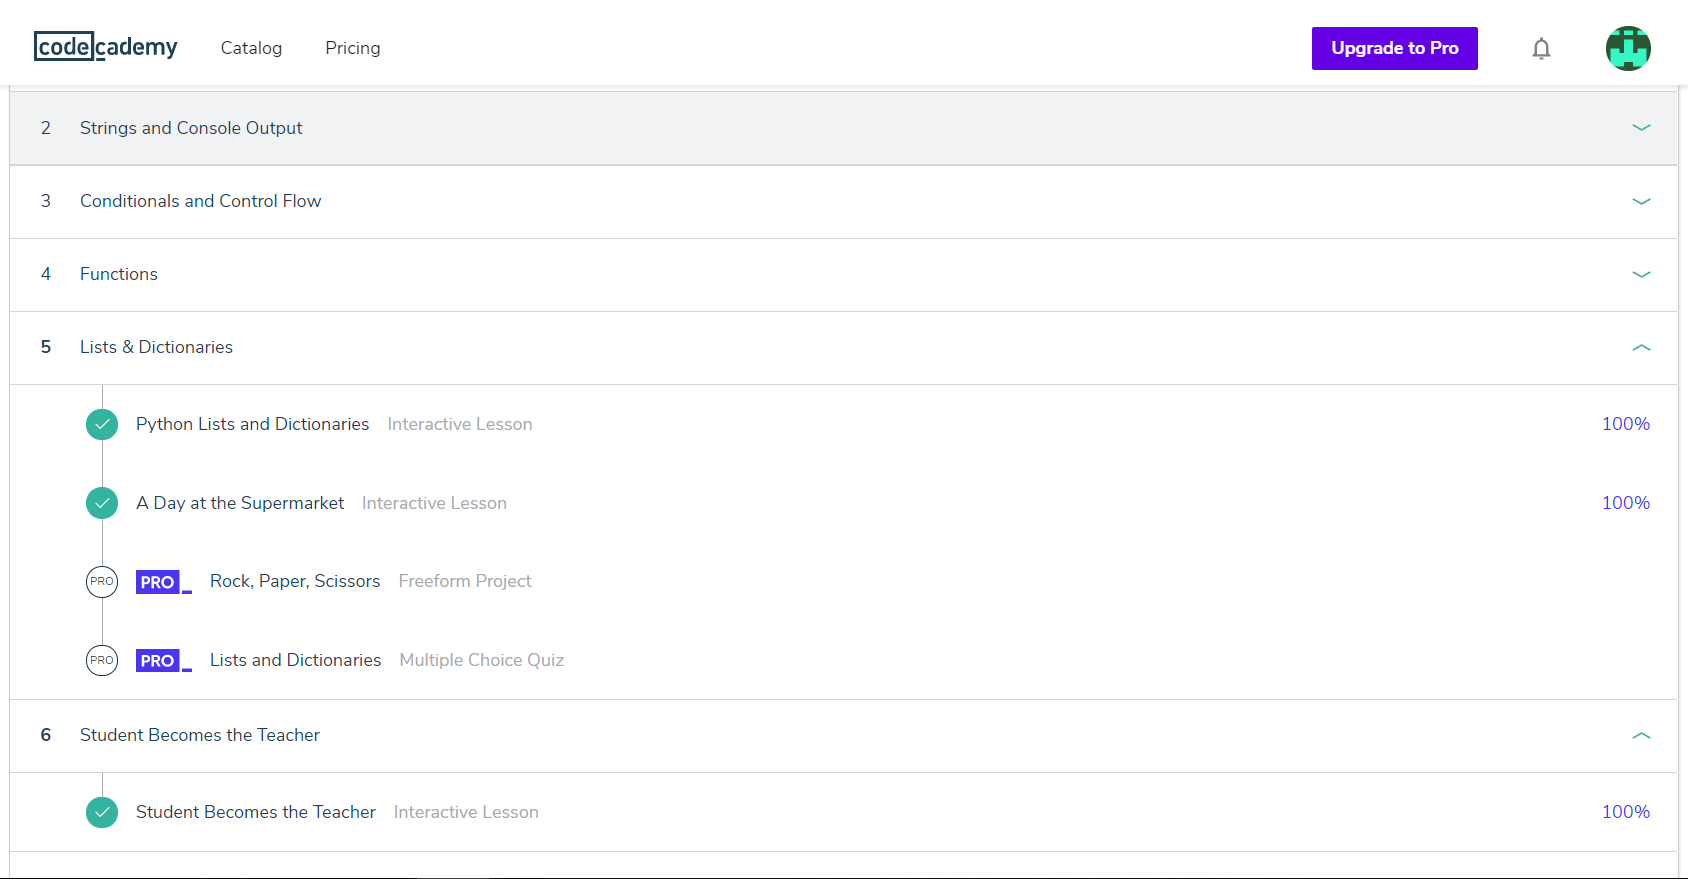 codecademy Catalog Pricing Upgrade to Pro
2 Strings and Console Output
3 Conditionals and Control Flow
4 Functions
5 Lists & Dictionaries
Python Lists and Dictionaries Interactive Lesson 100%
A Day at the Supermarket Interactive Lesson 100%
PRO PRO_ Rock, Paper, Scissors Freeform Project
PRO PRO_ Lists and Dictionaries Multiple Choice Quiz
6 Student Becomes the Teacher
Student Becomes the Teacher Interactive Lesson 100%